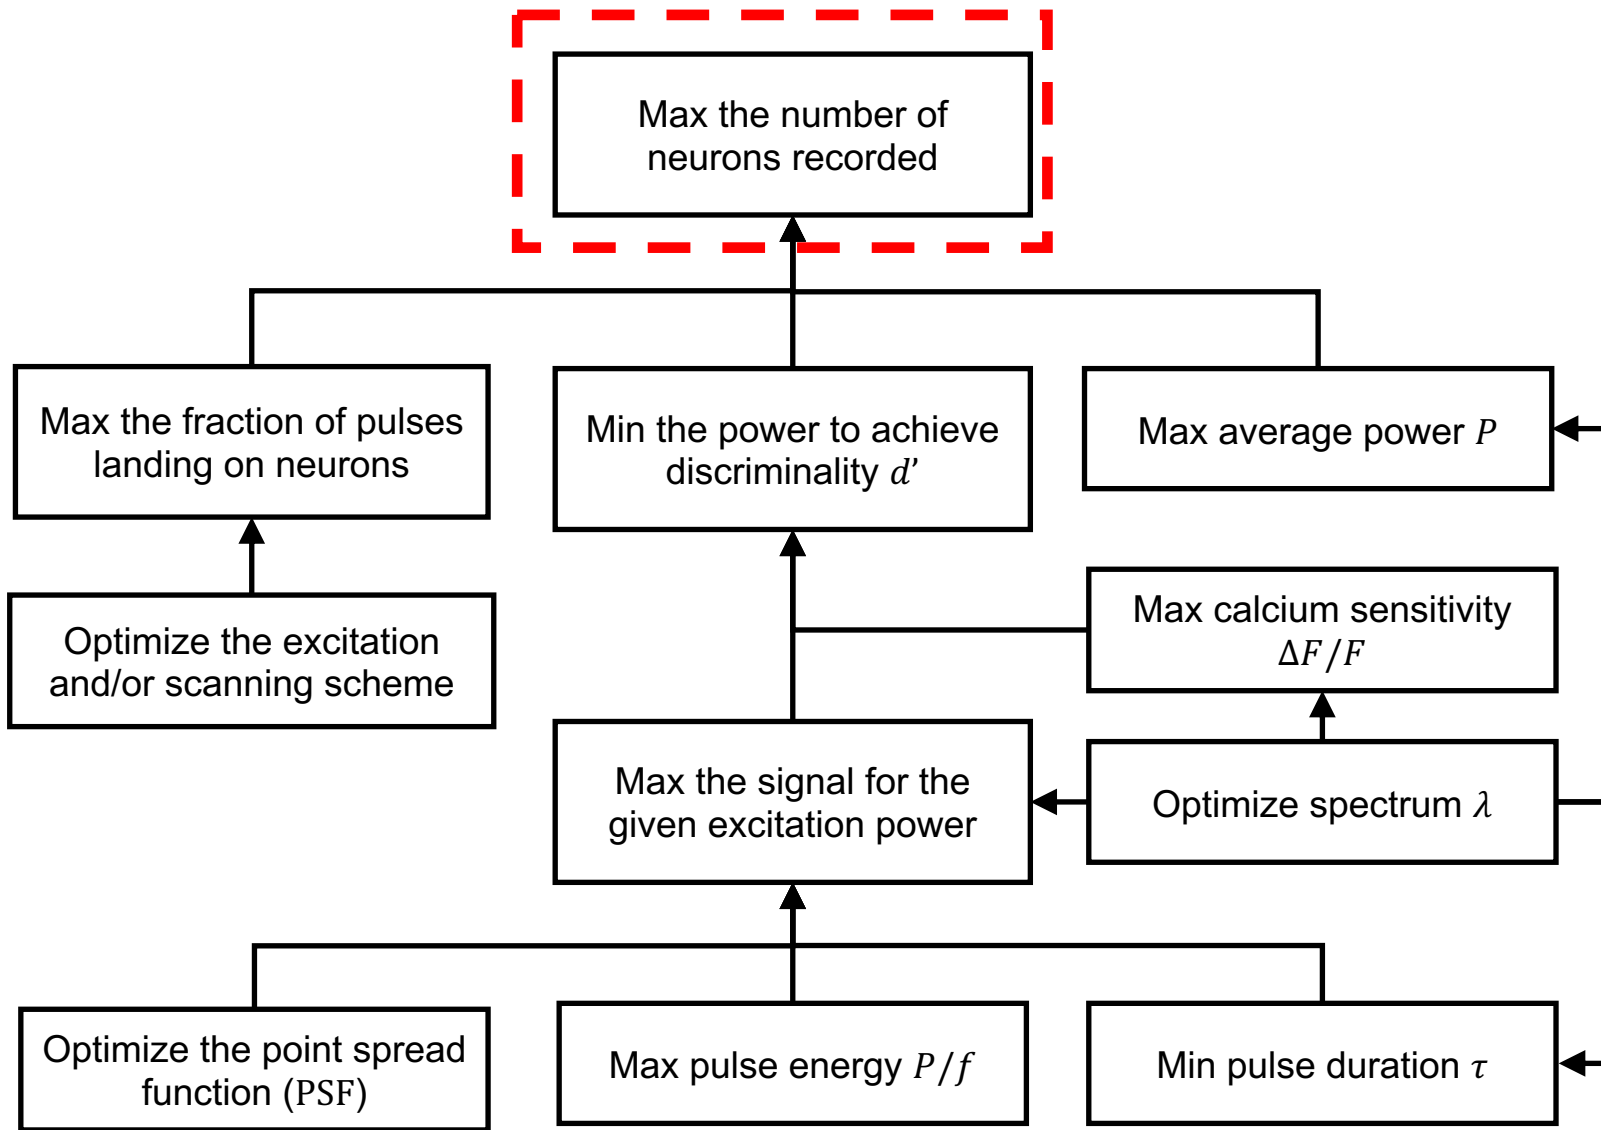 Max the number of
neurons recorded
Max the fraction of pulses
landing on neurons
Min the power to achieve
discriminality d’
Max average power P
Optimize the excitation
and/or scanning scheme
Max calcium sensitivity
ΔF/F
Max the signal for the
given excitation power
Optimize spectrum λ
Optimize the point spread
function (PSF)
Max pulse energy P/f
Min pulse duration τ